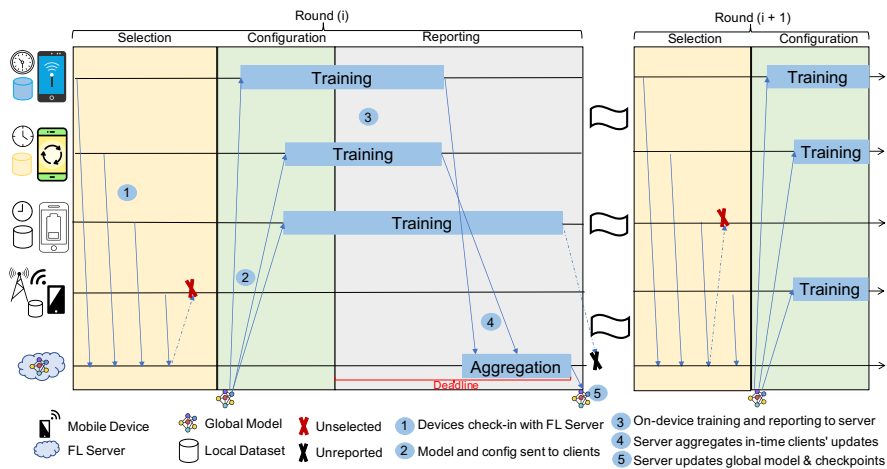 Round (i)
Round (i + 1)
Selection
Configuration
Reporting
Selection
Configuration
Training
Training
3
Training
Training
1
Training
2
Training
4
Aggregation
Deadline
5
Mobile Device
Global Model
Unselected
1 Devices check-in with FL Server
3 On-device training and reporting to server
FL Server
Local Dataset
Unreported
2 Model and config sent to clients
4 Server aggregates in-time clients' updates
5 Server updates global model & checkpoints